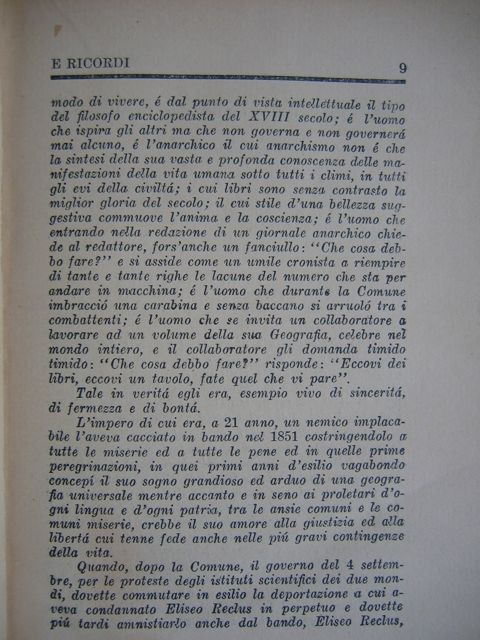 E RICORDI 9
modo di vivere, é dal punto di vista intellettuale il tipo
del filosofo enciclopedista del XVIII secolo; é l'uomo
che ispira gli altri ma che non governa e non governerá
mai alcuno, é l'anarchico il cui anarchismo non é che
la sintesi della sua vasta e profonda conoscenza delle ma-
nifestazioni della vita umana sotto tutti i climi, in tutti
gli evi della civiltá; i cui libri sono senza contrasto la
miglior gloria del secolo; il cui stile d'una bellezza sug-
gestiva commuove l'anima e la coscienza; é l'uomo che
entrando nella redazione di un giornale anarchico chie-
de al redattore, fors'anche un fanciullo: "Che cosa deb-
bo fare?" e si asside come un umile cronista a riempire
di tante e tante righe le lacune del numero che sta per
andare in macchina; é l'uomo che durante la Comune
imbracció una carabina e senza baccano si arruoló tra i
combattenti; é l'uomo che se invita un collaboratore a
lavorare ad un volume della sua Geografia, celebre nel
mondo intiero, e il collaboratore gli domanda timido
timido: "Che cosa debbo fare?" risponde: "Eccovi dei
libri, eccovi un tavolo, fate quel che vi pare".
Tale in veritá egli era, esempio vivo di sinceritá,
di fermezza e di bontá.
L'impero di cui era, a 21 anno, un nemico implaca-
bile l'aveva cacciato in bando nel 1851 costringendolo a
tutte le miserie ed a tutte le pene ed in quelle prime
peregrinazioni, in quei primi anni d'esilio vagabondo
concepí il suo sogno grandioso ed arduo di una geogra-
fia universale mentre accanto e in seno ai proletari d'o-
gni lingua e d'ogni patria, tra le ansie comuni e le co-
muni miserie, crebbe il suo amore alla giustizia ed alla
libertá cui tenne fede anche nelle piú gravi contingenze
della vita.
Quando, dopo la Comune, il governo del 4 settem-
bre, per le proteste degli istituti scientifici dei due mon-
di, dovette commutare in esilio la deportazione a cui a-
veva condannato Eliseo Reclus in perpetuo e dovette
piú tardi amnistiarlo anche dal bando, Eliseo Reclus,